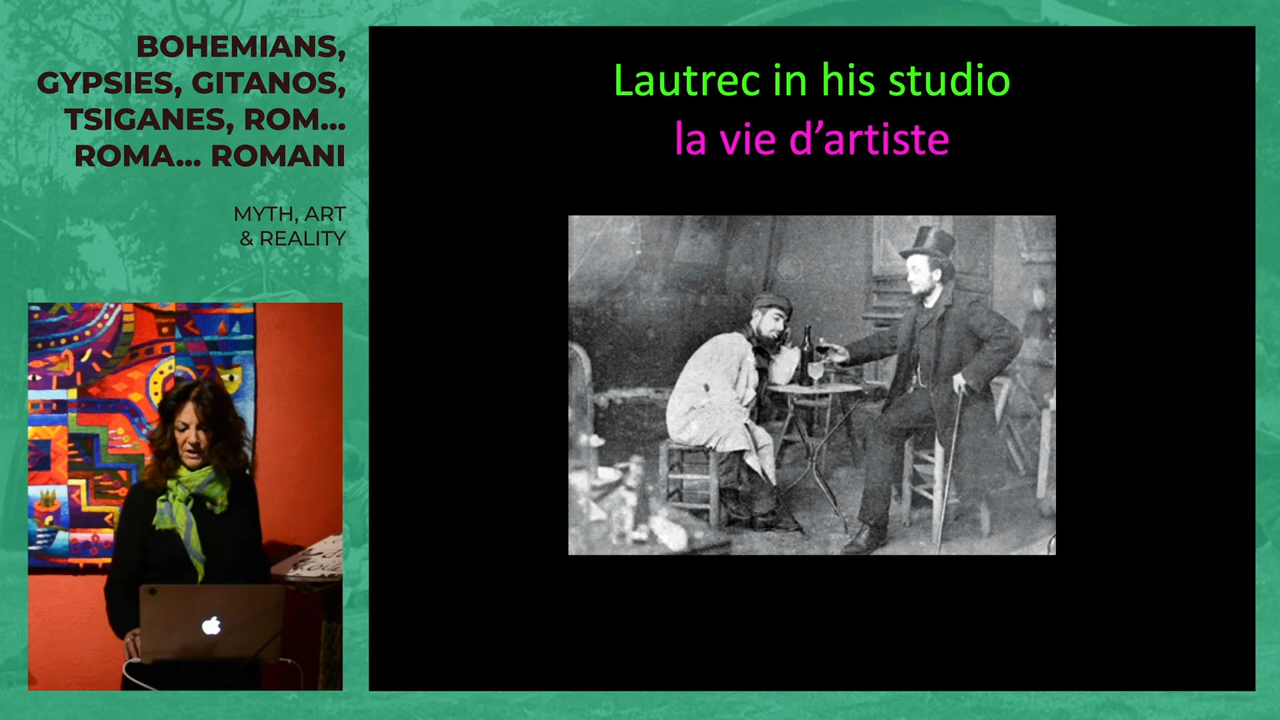 BOHEMIANS,
GYPSIES, GITANOS,
TSIGANES, ROM...
ROMA... ROMANI
MYTH, ART
& REALITY
Lautrec in his studio
la vie d’artiste